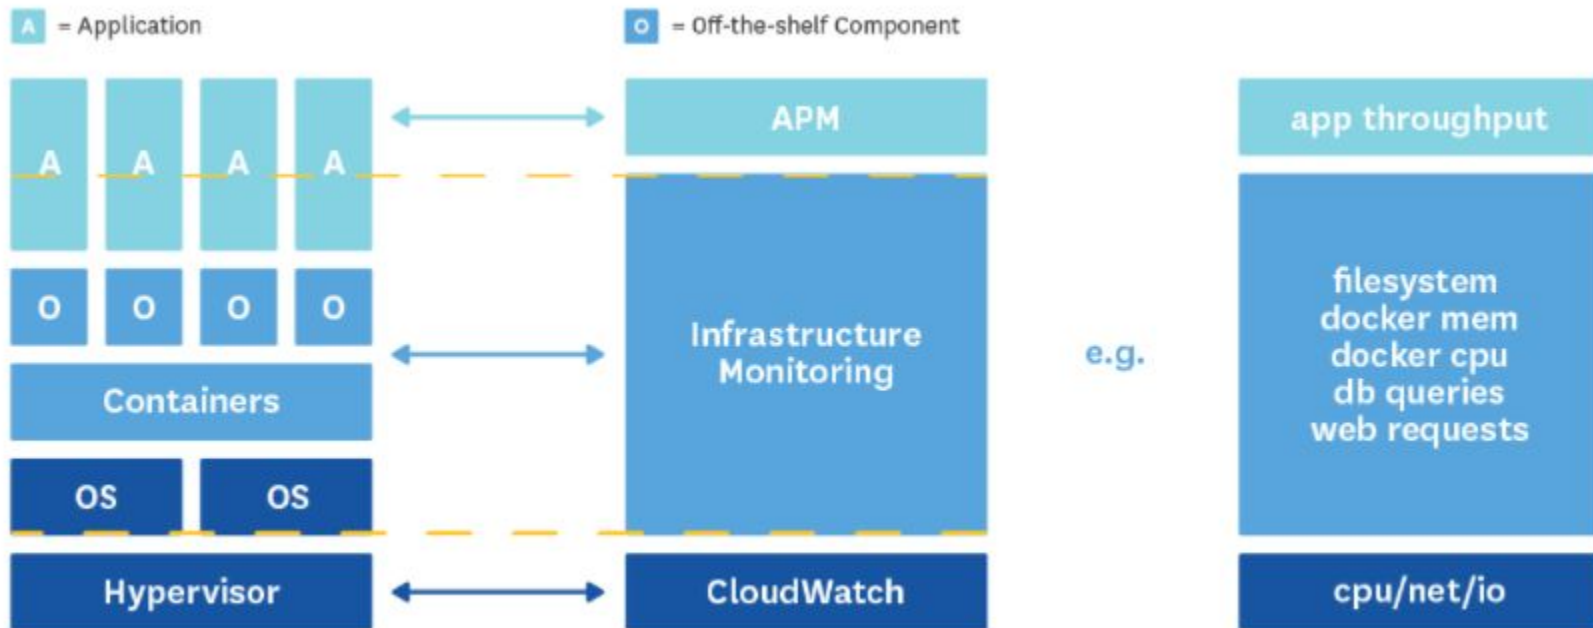 A = Application
O = Off-the-shelf Component
A A A A
APM
app throughput
O O O O
Infrastructure
Monitoring
e.g.
filesystem
docker mem
docker cpu
db queries
web requests
Containers
OS OS
Hypervisor
CloudWatch
cpu/net/io